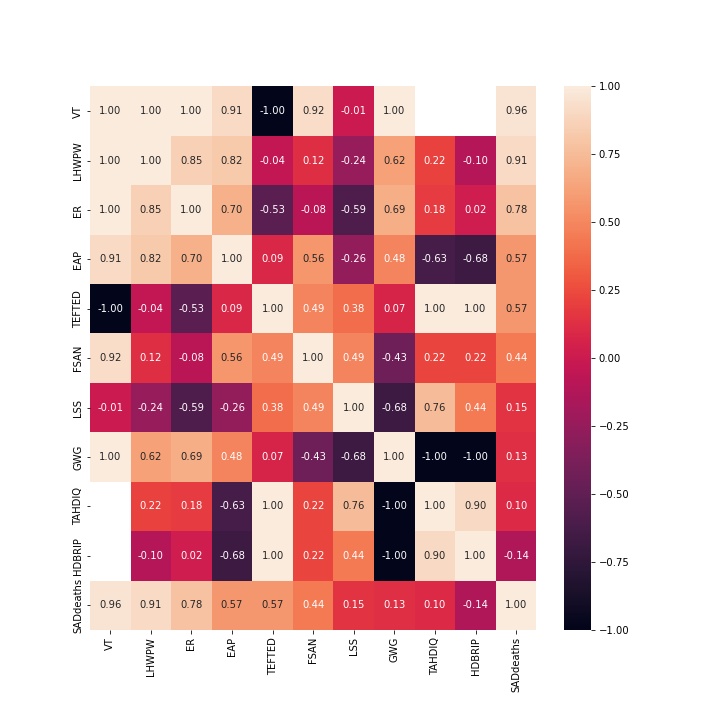 VT 1.00 1.00 1.00 0.91 -1.00 0.92 -0.01 1.00 0.96
LHWPW 1.00 1.00 0.85 0.82 -0.04 0.12 -0.24 0.62 0.22 -0.10 0.91
ER 1.00 0.85 1.00 0.70 -0.53 -0.08 -0.59 0.69 0.18 0.02 0.78
EAP 0.91 0.82 0.70 1.00 0.09 0.56 -0.26 0.48 -0.63 -0.68 0.57
TEFTED -1.00 -0.04 -0.53 0.09 1.00 0.49 0.38 0.07 1.00 1.00 0.57
FSAN 0.92 0.12 -0.08 0.56 0.49 1.00 0.49 -0.43 0.22 0.22 0.44
LSS -0.01 -0.24 -0.59 -0.26 0.38 0.49 1.00 -0.68 0.76 0.44 0.15
GWG 1.00 0.62 0.69 0.48 0.07 -0.43 -0.68 1.00 -1.00 -1.00 0.13
TAHDIQ 0.22 0.18 -0.63 1.00 0.22 0.76 -1.00 1.00 0.90 0.10
HDBRIP -0.10 0.02 -0.68 1.00 0.22 0.44 -1.00 0.90 1.00 -0.14
SADdeaths 0.96 0.91 0.78 0.57 0.57 0.44 0.15 0.13 0.10 -0.14 1.00
VT LHWPW ER EAP TEFTED FSAN LSS GWG TAHDIQ HDBRIP SADdeaths
1.00
0.75
0.50
0.25
0.00
−0.25
−0.50
−0.75
−1.00